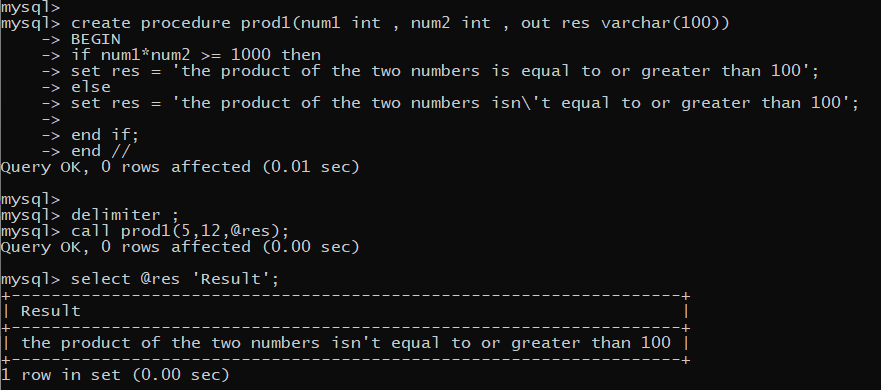 mysql>
mysql> create procedure prod1(num1 int , num2 int , out res varchar(100))
    -> BEGIN
    -> if num1*num2 >= 1000 then
    -> set res = 'the product of the two numbers is equal to or greater than 100';
    -> else
    -> set res = 'the product of the two numbers isn\'t equal to or greater than 100';
    ->
    -> end if;
    -> end //
Query OK, 0 rows affected (0.01 sec)
mysql>
mysql> delimiter ;
mysql> call prod1(5,12,@res);
Query OK, 0 rows affected (0.00 sec)
mysql> select @res 'Result';
+-------------------------------------------------------------------+
| Result                                                            |
+-------------------------------------------------------------------+
| the product of the two numbers isn't equal to or greater than 100 |
+-------------------------------------------------------------------+
1 row in set (0.00 sec)